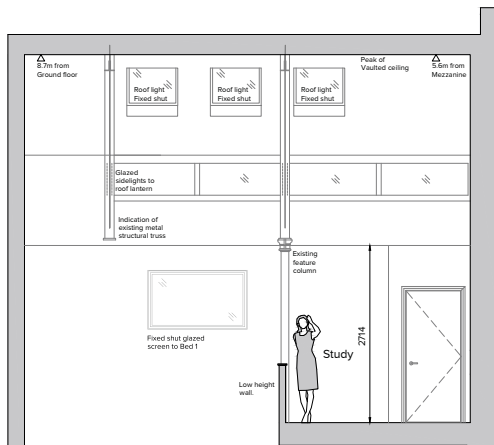 8.7m from
Ground floor
Peak of
Vaulted ceiling
5.6m from
Mezzanine
Roof light
Fixed shut
Roof light
Fixed shut
Roof light
Fixed shut
Glazed
sidelights to
roof lantern
Indication of
existing metal
structural truss
Existing
feature
column
2714
Fixed shut glazed
screen to Bed 1
Study
Low height
wall.